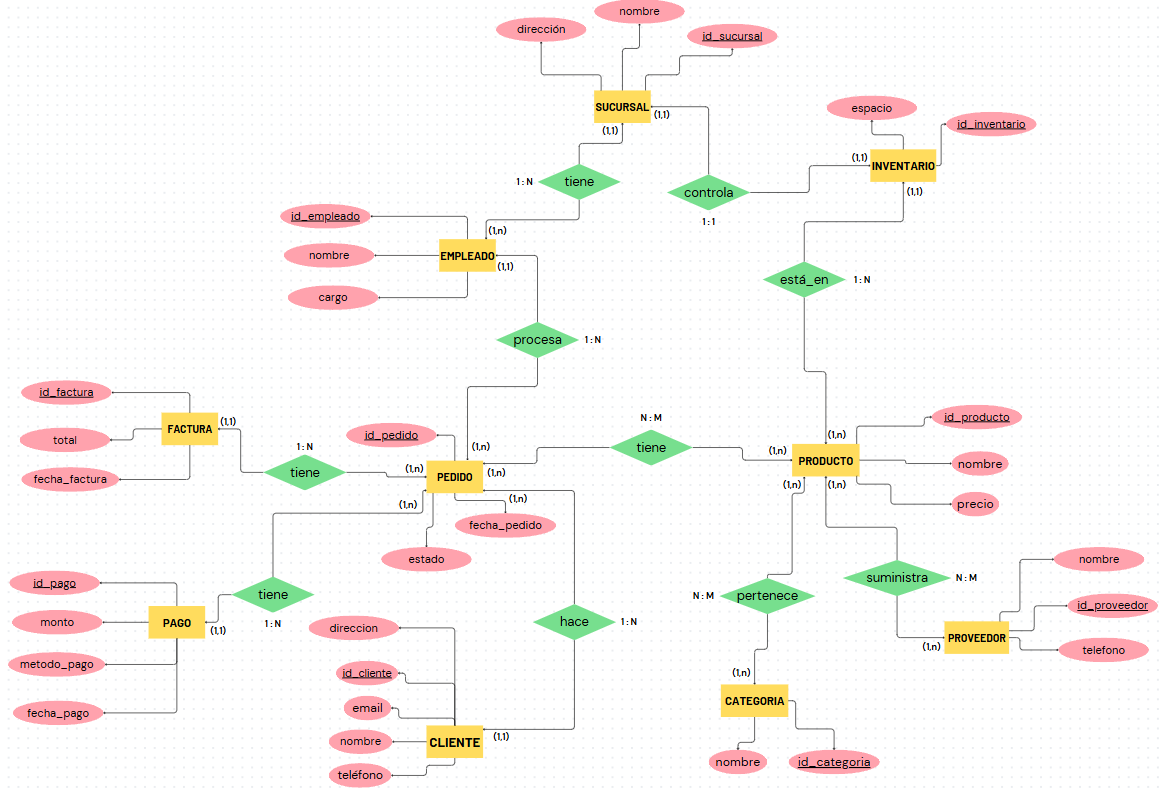 nombre
dirección
id_sucursal
SUCURSAL
(1,1)
(1,1)
espacio
id_inventario
INVENTARIO
(1,1)
(1,1)
1 : N
tiene
controla
1 : 1
id_empleado
(1,n)
nombre
EMPLEADO
(1,1)
cargo
está_en
1 : N
procesa
1 : N
id_factura
total
FACTURA
(1,1)
fecha_factura
1 : N
tiene
id_pedido
(1,n)
(1,n)
PEDIDO
(1,n)
N : M
tiene
id_producto
(1,n)
(1,n)
PRODUCTO
nombre
(1,n)
(1,n)
precio
(1,n)
(1,n)
fecha_pedido
estado
id_pago
monto
PAGO
(1,1)
metodo_pago
fecha_pago
tiene
1 : N
hace
1 : N
N : M
pertenece
suministra
N : M
nombre
id_proveedor
PROVEEDOR
(1,n)
telefono
direccion
id_cliente
email
nombre
CLIENTE
(1,1)
teléfono
(1,n)
CATEGORIA
nombre
id_categoria